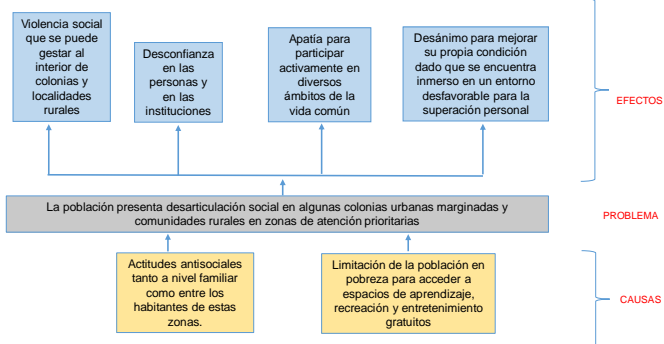 Violencia social
que se puede
gestar al
interior de
colonias y
localidades
rurales
Desconfianza
en las
personas y
en las
instituciones
Apatía para
participar
activamente en
diversos
ámbitos de la
vida común
Desánimo para mejorar
su propia condición
dado que se encuentra
inmerso en un entorno
desfavorable para la
superación personal
EFECTOS
La población presenta desarticulación social en algunas colonias urbanas marginadas y
comunidades rurales en zonas de atención prioritarias
PROBLEMA
Actitudes antisociales
tanto a nivel familiar
como entre los
habitantes de estas
zonas.
Limitación de la población en
pobreza para acceder a
espacios de aprendizaje,
recreación y entretenimiento
gratuitos
CAUSAS